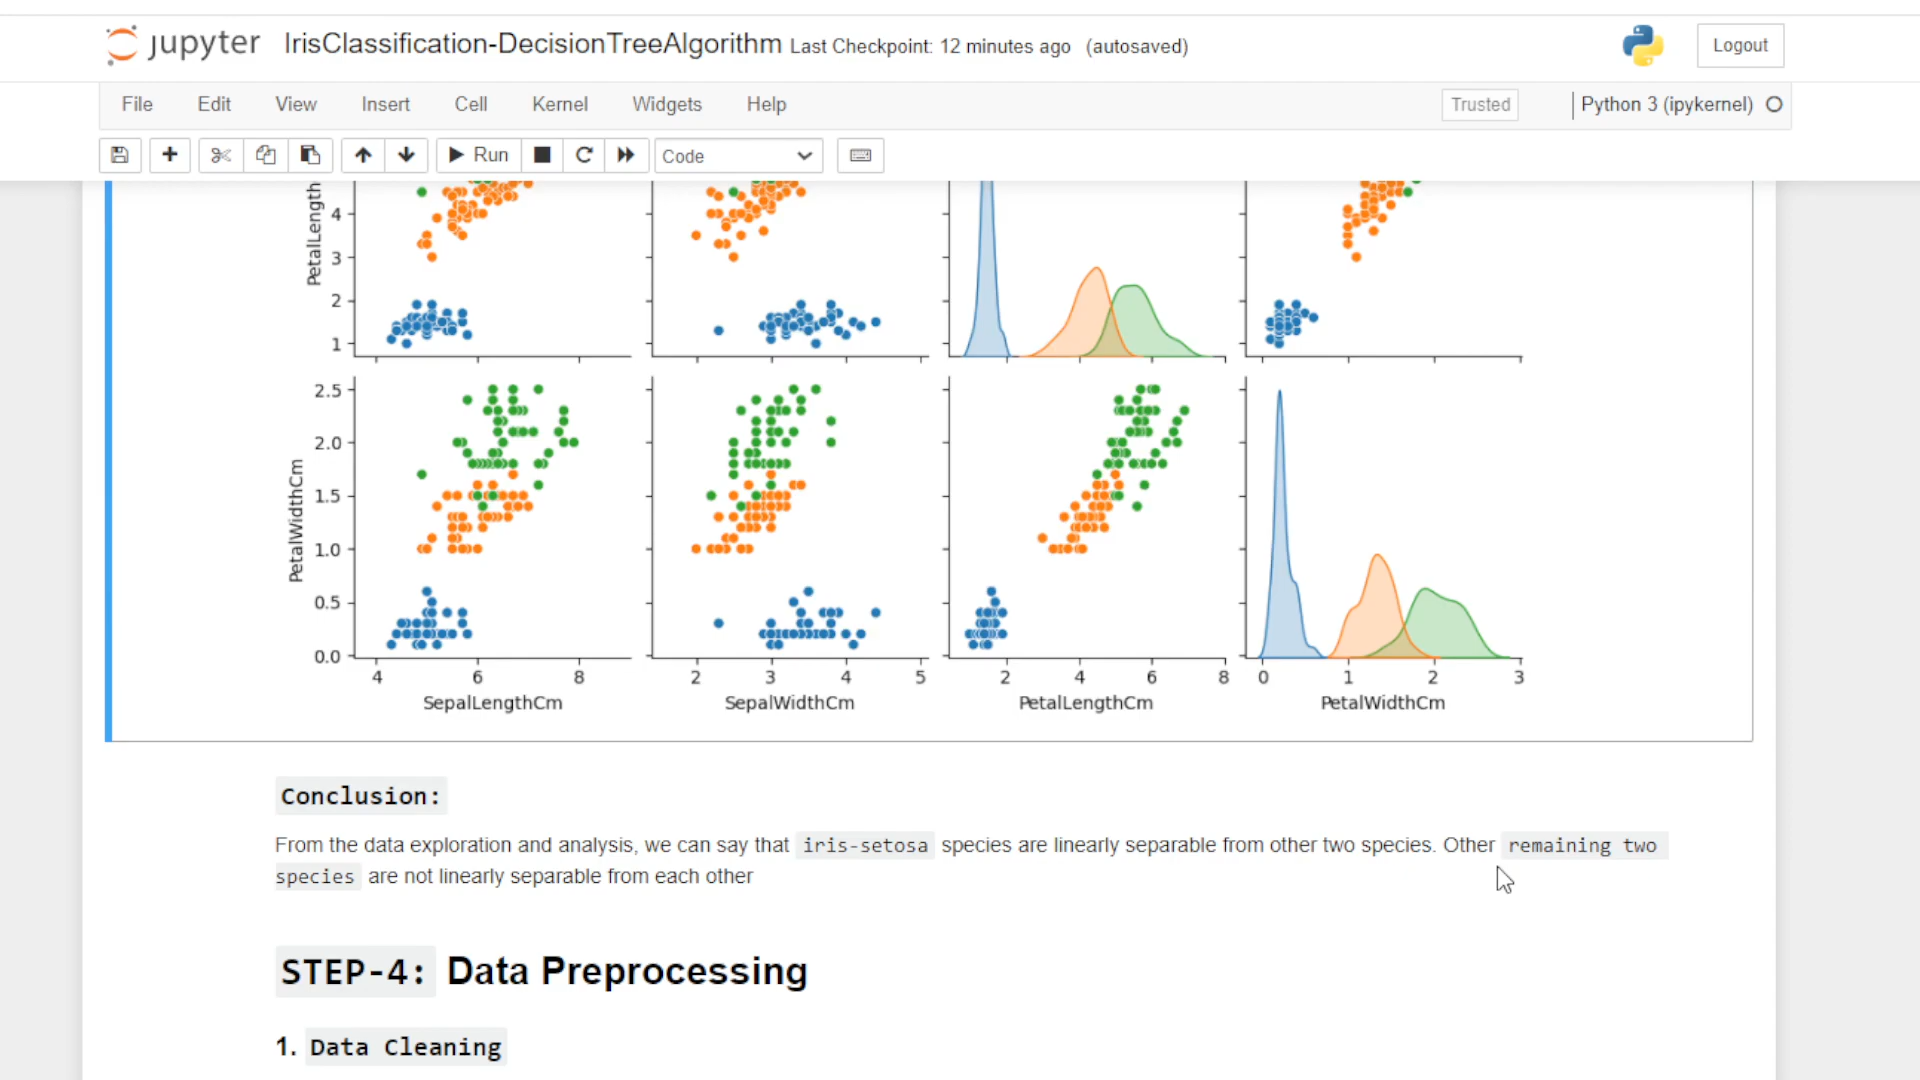 jupyter IrisClassification-DecisionTreeAlgorithm Last Checkpoint: 12 minutes ago (autosaved) Logout
File Edit View Insert Cell Kernel Widgets Help Trusted Python 3 (ipykernel)
Run Code
PetalLength
4
3
2
1
PetalWidthCm
2.5
2.0
1.5
1.0
0.5
0.0
4 6 8 2 3 4 5 2 4 6 8 0 1 2 3
SepalLengthCm SepalWidthCm PetalLengthCm PetalWidthCm
Conclusion:
From the data exploration and analysis, we can say that iris-setosa species are linearly separable from other two species. Other remaining two
species are not linearly separable from each other
STEP-4: Data Preprocessing
1. Data Cleaning